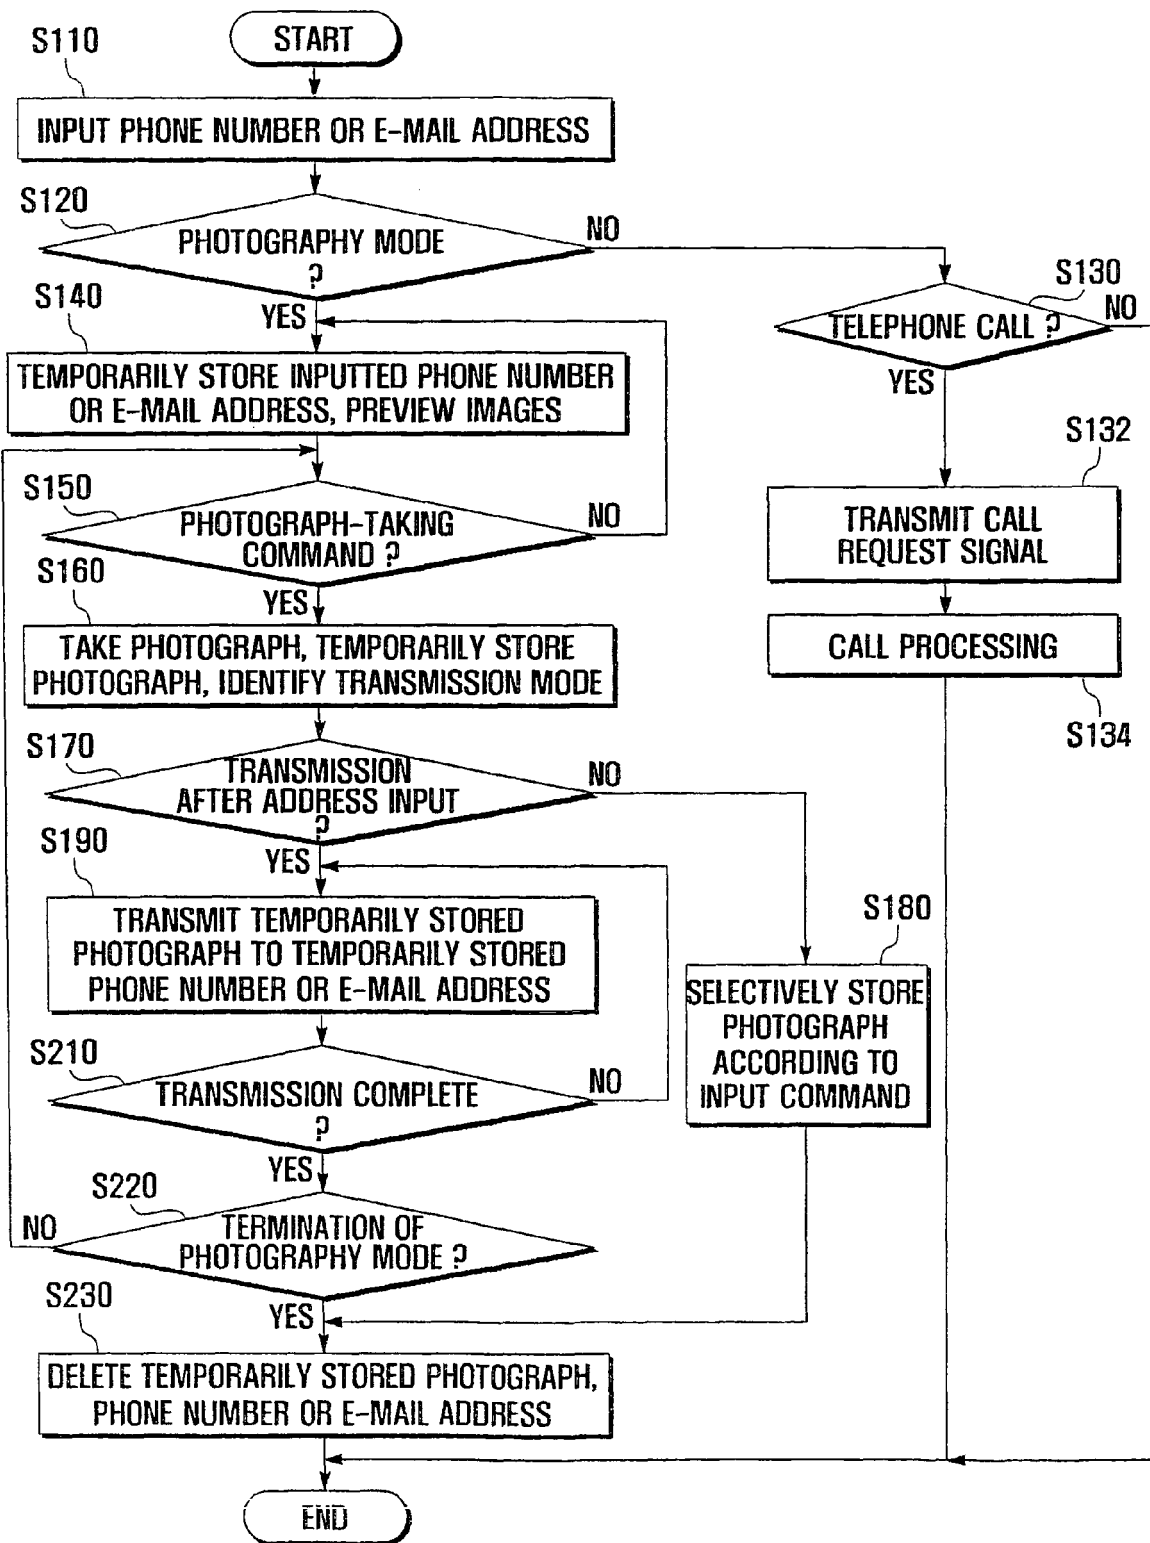 START
S110
INPUT PHONE NUMBER OR E-MAIL ADDRESS
S120
PHOTOGRAPHY MODE
?
NO
YES
S130
TELEPHONE CALL ?
NO
YES
S140
TEMPORARILY STORE INPUTTED PHONE NUMBER
OR E-MAIL ADDRESS, PREVIEW IMAGES
S132
TRANSMIT CALL
REQUEST SIGNAL
CALL PROCESSING
S134
S150
PHOTOGRAPH-TAKING
COMMAND ?
NO
YES
S160
TAKE PHOTOGRAPH, TEMPORARILY STORE
PHOTOGRAPH, IDENTIFY TRANSMISSION MODE
S170
TRANSMISSION
AFTER ADDRESS INPUT
?
NO
YES
S190
TRANSMIT TEMPORARILY STORED
PHOTOGRAPH TO TEMPORARILY STORED
PHONE NUMBER OR E-MAIL ADDRESS
S180
SELECTIVELY STORE
PHOTOGRAPH
ACCORDING TO
INPUT COMMAND
S210
TRANSMISSION COMPLETE
?
NO
YES
S220
TERMINATION OF
PHOTOGRAPHY MODE ?
NO
YES
S230
DELETE TEMPORARILY STORED PHOTOGRAPH,
PHONE NUMBER OR E-MAIL ADDRESS
END